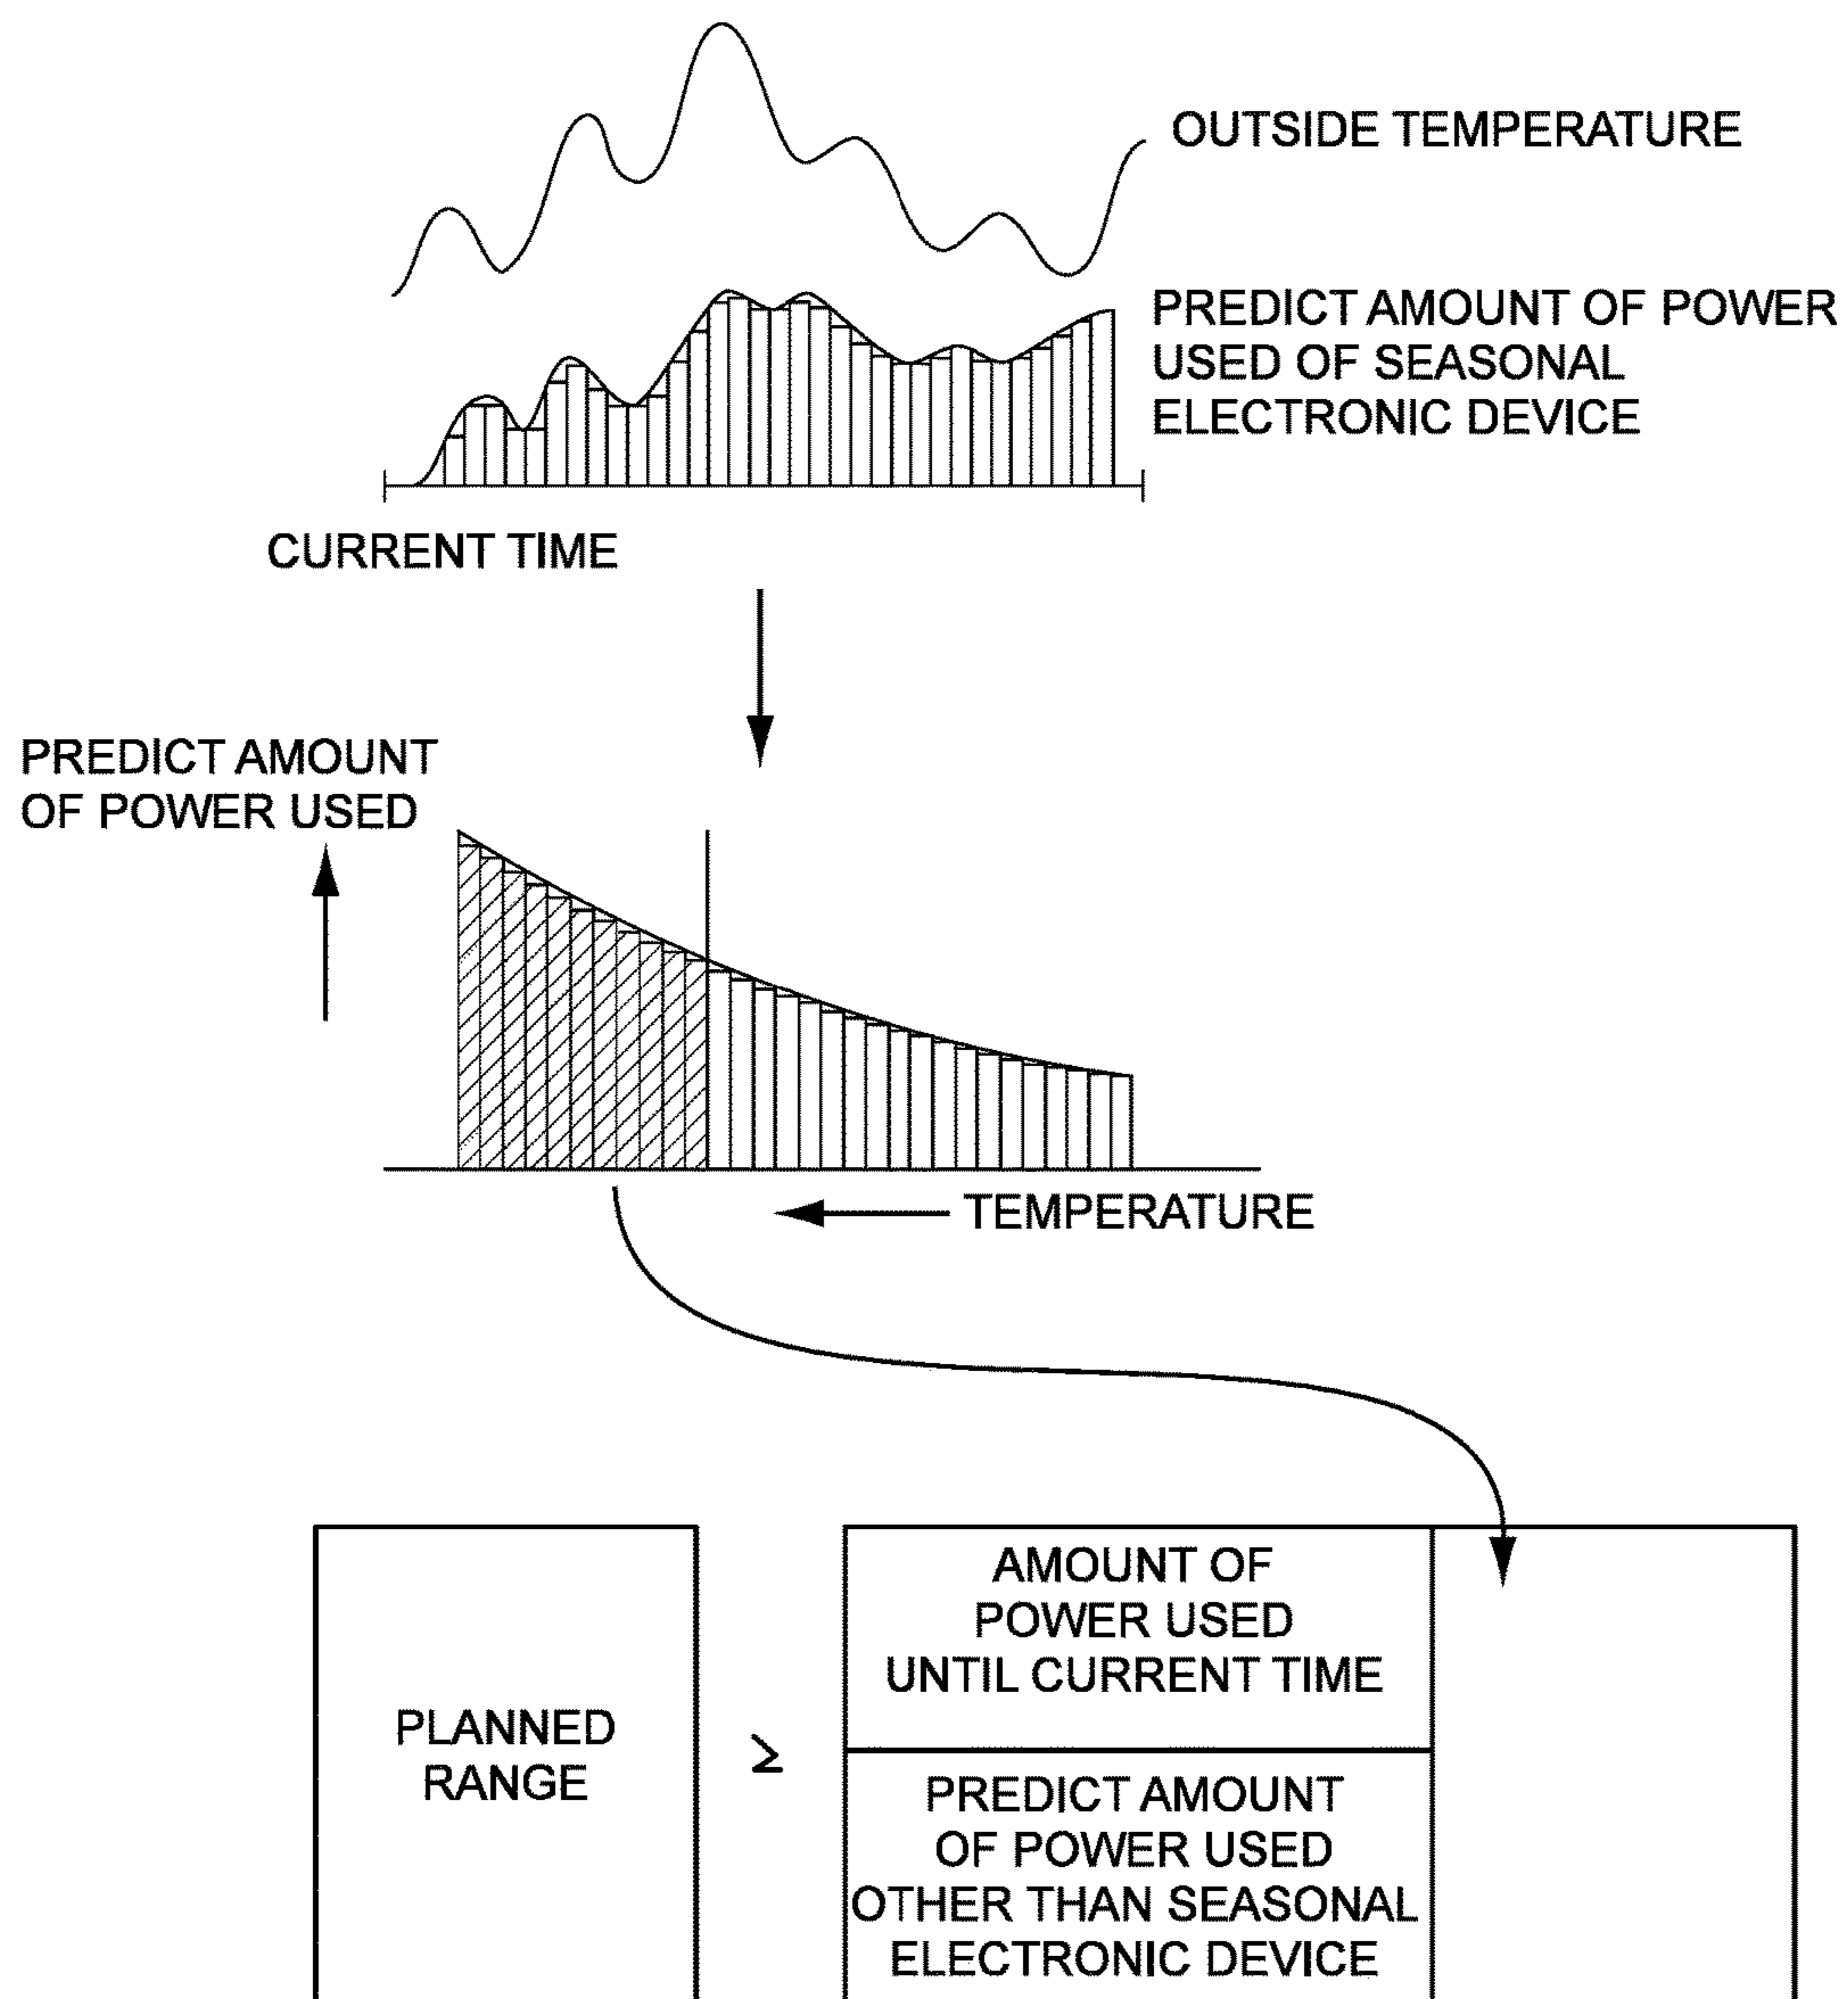 OUTSIDE TEMPERATURE
PREDICT AMOUNT OF POWER
USED OF SEASONAL
ELECTRONIC DEVICE
CURRENT TIME
PREDICT AMOUNT
OF POWER USED
TEMPERATURE
PLANNED
RANGE
≥
AMOUNT OF
POWER USED
UNTIL CURRENT TIME
PREDICT AMOUNT
OF POWER USED
OTHER THAN SEASONAL
ELECTRONIC DEVICE